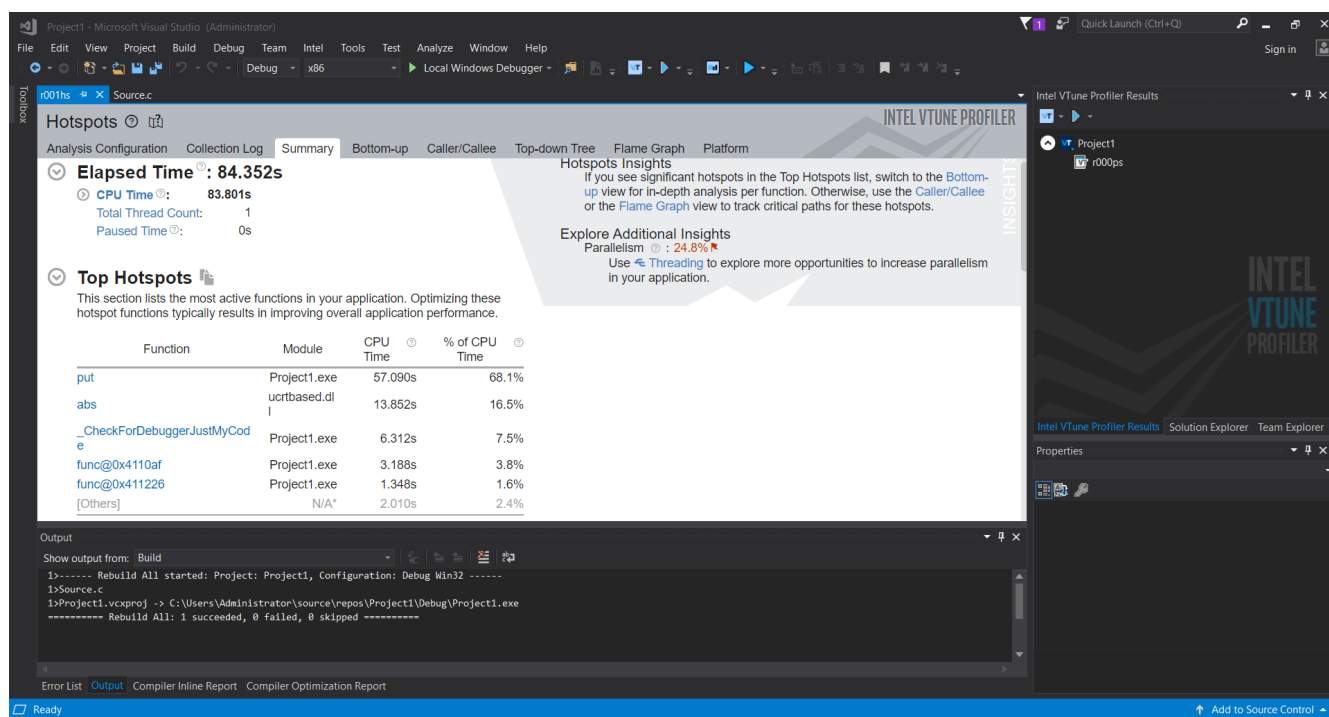 Project1 - Microsoft Visual Studio (Administrator)
1
Quick Launch (Ctrl+Q)
File Edit View Project Build Debug Team Intel Tools Test Analyze Window Help
Sign in
Debug x86 Local Windows Debugger
Toolbox
r001hs Source.c
Hotspots
INTEL VTUNE PROFILER
Analysis Configuration Collection Log Summary Bottom-up Caller/Callee Top-down Tree Flame Graph Platform
Elapsed Time : 84.352s
CPU Time : 83.801s
Total Thread Count: 1
Paused Time : 0s
Hotspots Insights
If you see significant hotspots in the Top Hotspots list, switch to the Bottom-
up view for in-depth analysis per function. Otherwise, use the Caller/Callee
or the Flame Graph view to track critical paths for these hotspots.
Explore Additional Insights
Parallelism : 24.8%
Use Threading to explore more opportunities to increase parallelism
in your application.
INSIGHTS
Top Hotspots
This section lists the most active functions in your application. Optimizing these
hotspot functions typically results in improving overall application performance.
Function Module CPU Time % of CPU Time
put Project1.exe 57.090s 68.1%
abs ucrtbased.dl
l 13.852s 16.5%
_CheckForDebuggerJustMyCod
e Project1.exe 6.312s 7.5%
func@0x4110af Project1.exe 3.188s 3.8%
func@0x411226 Project1.exe 1.348s 1.6%
[Others] N/A* 2.010s 2.4%
Intel VTune Profiler Results
Project1
r000ps
INTEL
VTUNE
PROFILER
Intel VTune Profiler Results Solution Explorer Team Explorer
Properties
Output
Show output from: Build
1>------ Rebuild All started: Project: Project1, Configuration: Debug Win32 ------
1>Source.c
1>Project1.vcxproj -> C:\Users\Administrator\source\repos\Project1\Debug\Project1.exe
========== Rebuild All: 1 succeeded, 0 failed, 0 skipped ==========
Error List Output Compiler Inline Report Compiler Optimization Report
Ready
Add to Source Control